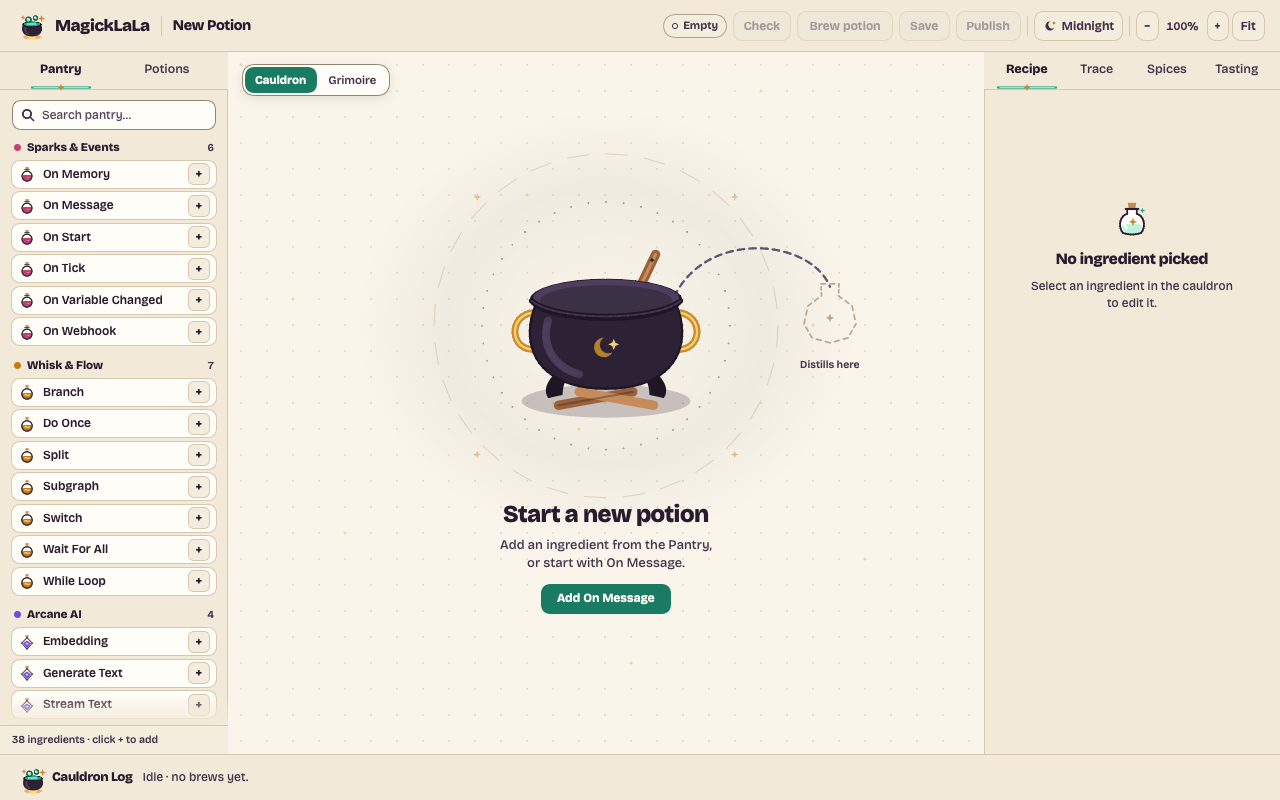 MagickLaLa
New Potion
Empty
Check
Brew potion
Save
Publish
Midnight
−
100%
+
Fit
Pantry
Potions
Search pantry...
Sparks & Events 6
On Memory +
On Message +
On Start +
On Tick +
On Variable Changed +
On Webhook +
Whisk & Flow 7
Branch +
Do Once +
Split +
Subgraph +
Switch +
Wait For All +
While Loop +
Arcane AI 4
Embedding +
Generate Text +
Stream Text +
38 ingredients · click + to add
Cauldron
Grimoire
Distills here
Start a new potion
Add an ingredient from the Pantry,
or start with On Message.
Add On Message
Recipe
Trace
Spices
Tasting
No ingredient picked
Select an ingredient in the cauldron
to edit it.
Cauldron Log Idle · no brews yet.